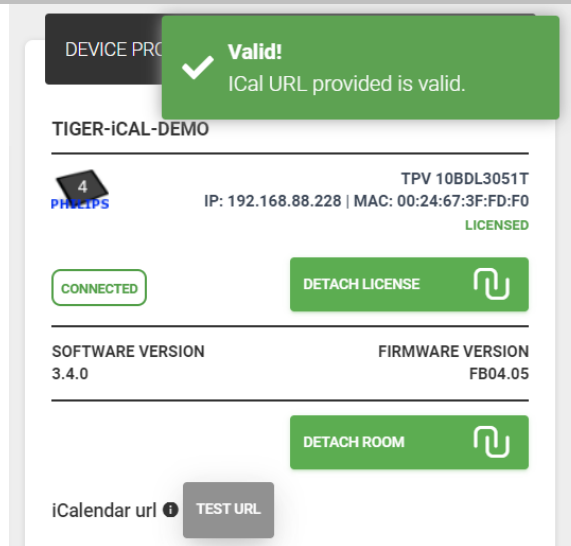 DEVICE PRO
Valid!
ICal URL provided is valid.
TIGER-iCAL-DEMO
4
PHILIPS
TPV 10BDL3051T
IP: 192.168.88.228 | MAC: 00:24:67:3F:FD:F0
LICENSED
CONNECTED
DETACH LICENSE
SOFTWARE VERSION
FIRMWARE VERSION
3.4.0
FB04.05
DETACH ROOM
iCalendar url
TEST URL